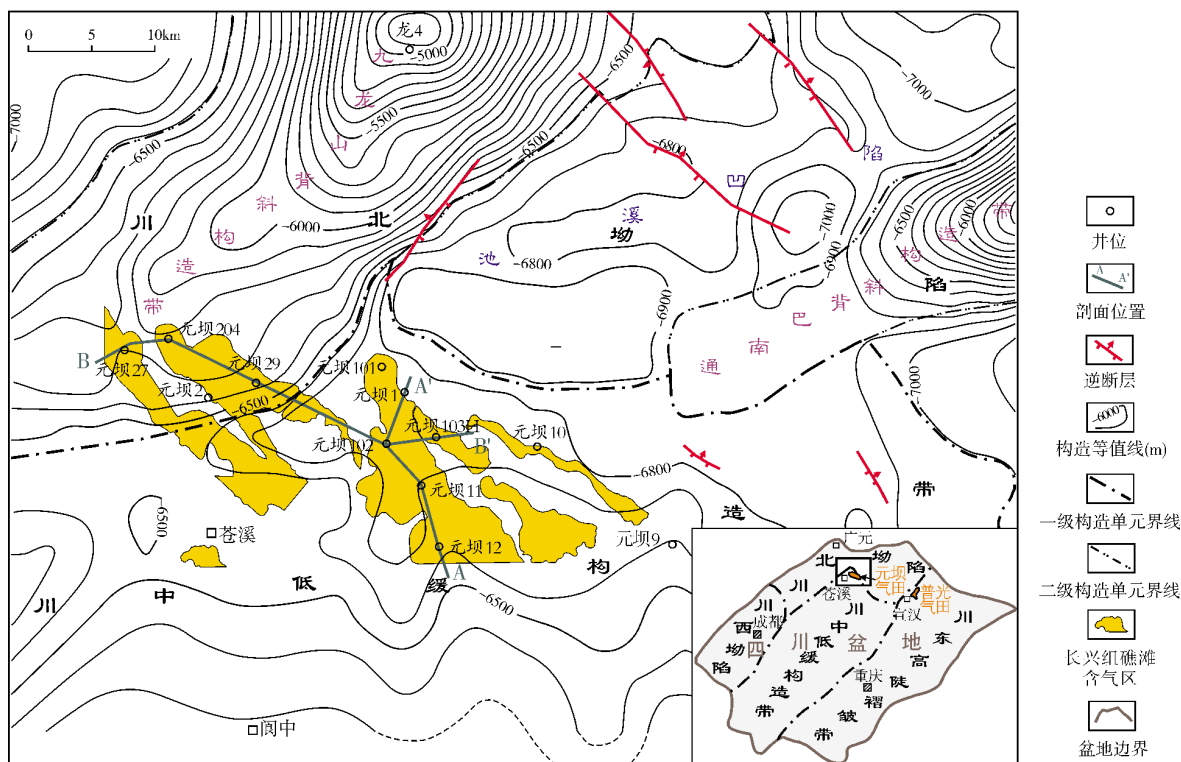 0 5 10km
龙4
-5000
-5500
-6000
-6500
-7000
-6500
-6500
-7000
-6800
-6800
-7000
-6900
-6900
-6500
-6000
-7000
-6800
-6500
-6500
6500
九龙山背斜构造带
川北坳陷
池溪凹陷
通南巴背斜构造带
川中低缓构造带
元坝204
元坝27
元坝29
元坝2
元坝101
元坝1
元坝102
元坝103H
元坝10
元坝11
元坝12
元坝9
B
A'
B'
A
苍溪
阆中
广元
川北坳陷
元坝气田
普光气田
苍溪
宣汉
成都
重庆
川西坳陷
川中低缓构造带
川东高陡褶皱带
四川盆地
井位
A A'
剖面位置
逆断层
-6000
构造等值线(m)
一级构造单元界线
二级构造单元界线
长兴组礁滩
含气区
盆地边界